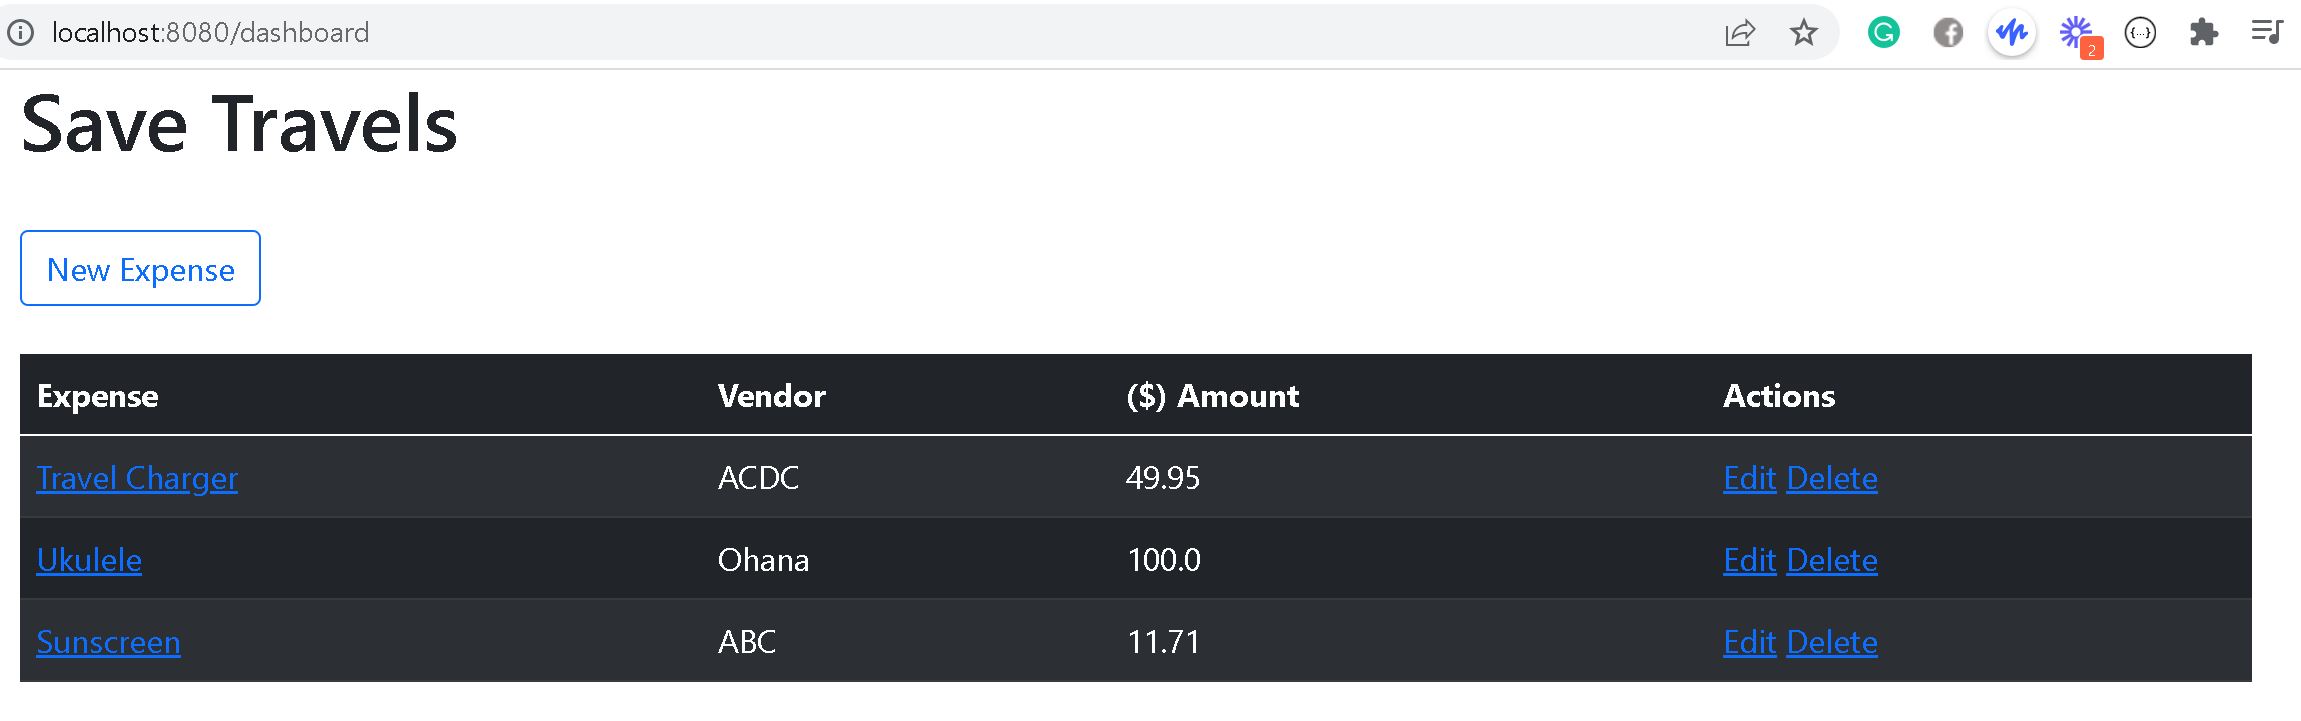 localhost:8080/dashboard
2
Save Travels
New Expense
Expense Vendor ($) Amount Actions
Travel Charger ACDC 49.95 Edit Delete
Ukulele Ohana 100.0 Edit Delete
Sunscreen ABC 11.71 Edit Delete